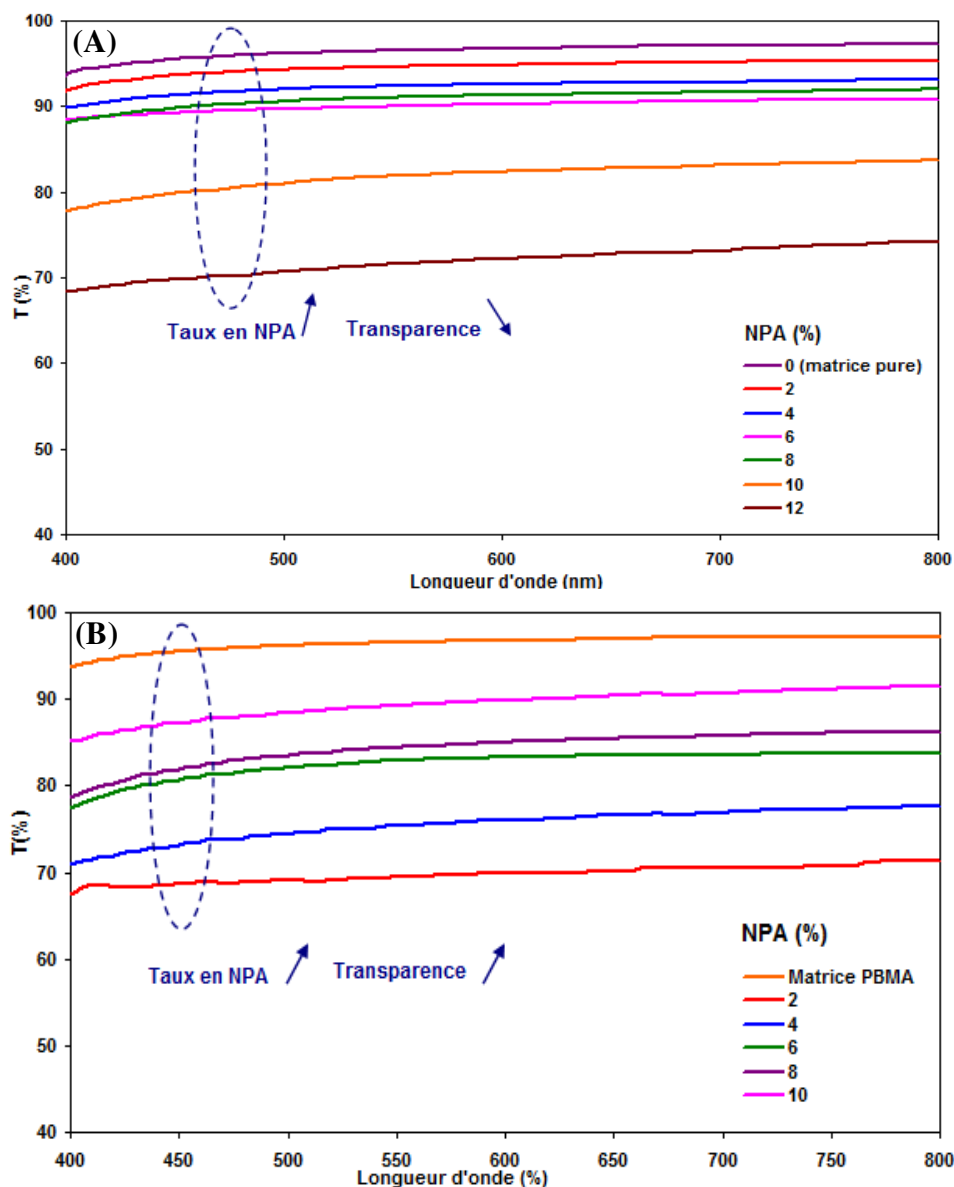 (A)
100
90
80
70
60
50
40
T (%)
Taux en NPA
Transparence
NPA (%)
0 (matrice pure)
2
4
6
8
10
12
400
500
600
700
800
Longueur d'onde (nm)
(B)
100
90
80
70
60
50
40
T(%)
Taux en NPA
Transparence
NPA (%)
Matrice PBMA
2
4
6
8
10
400
450
500
550
600
650
700
750
800
Longueur d'onde (%)